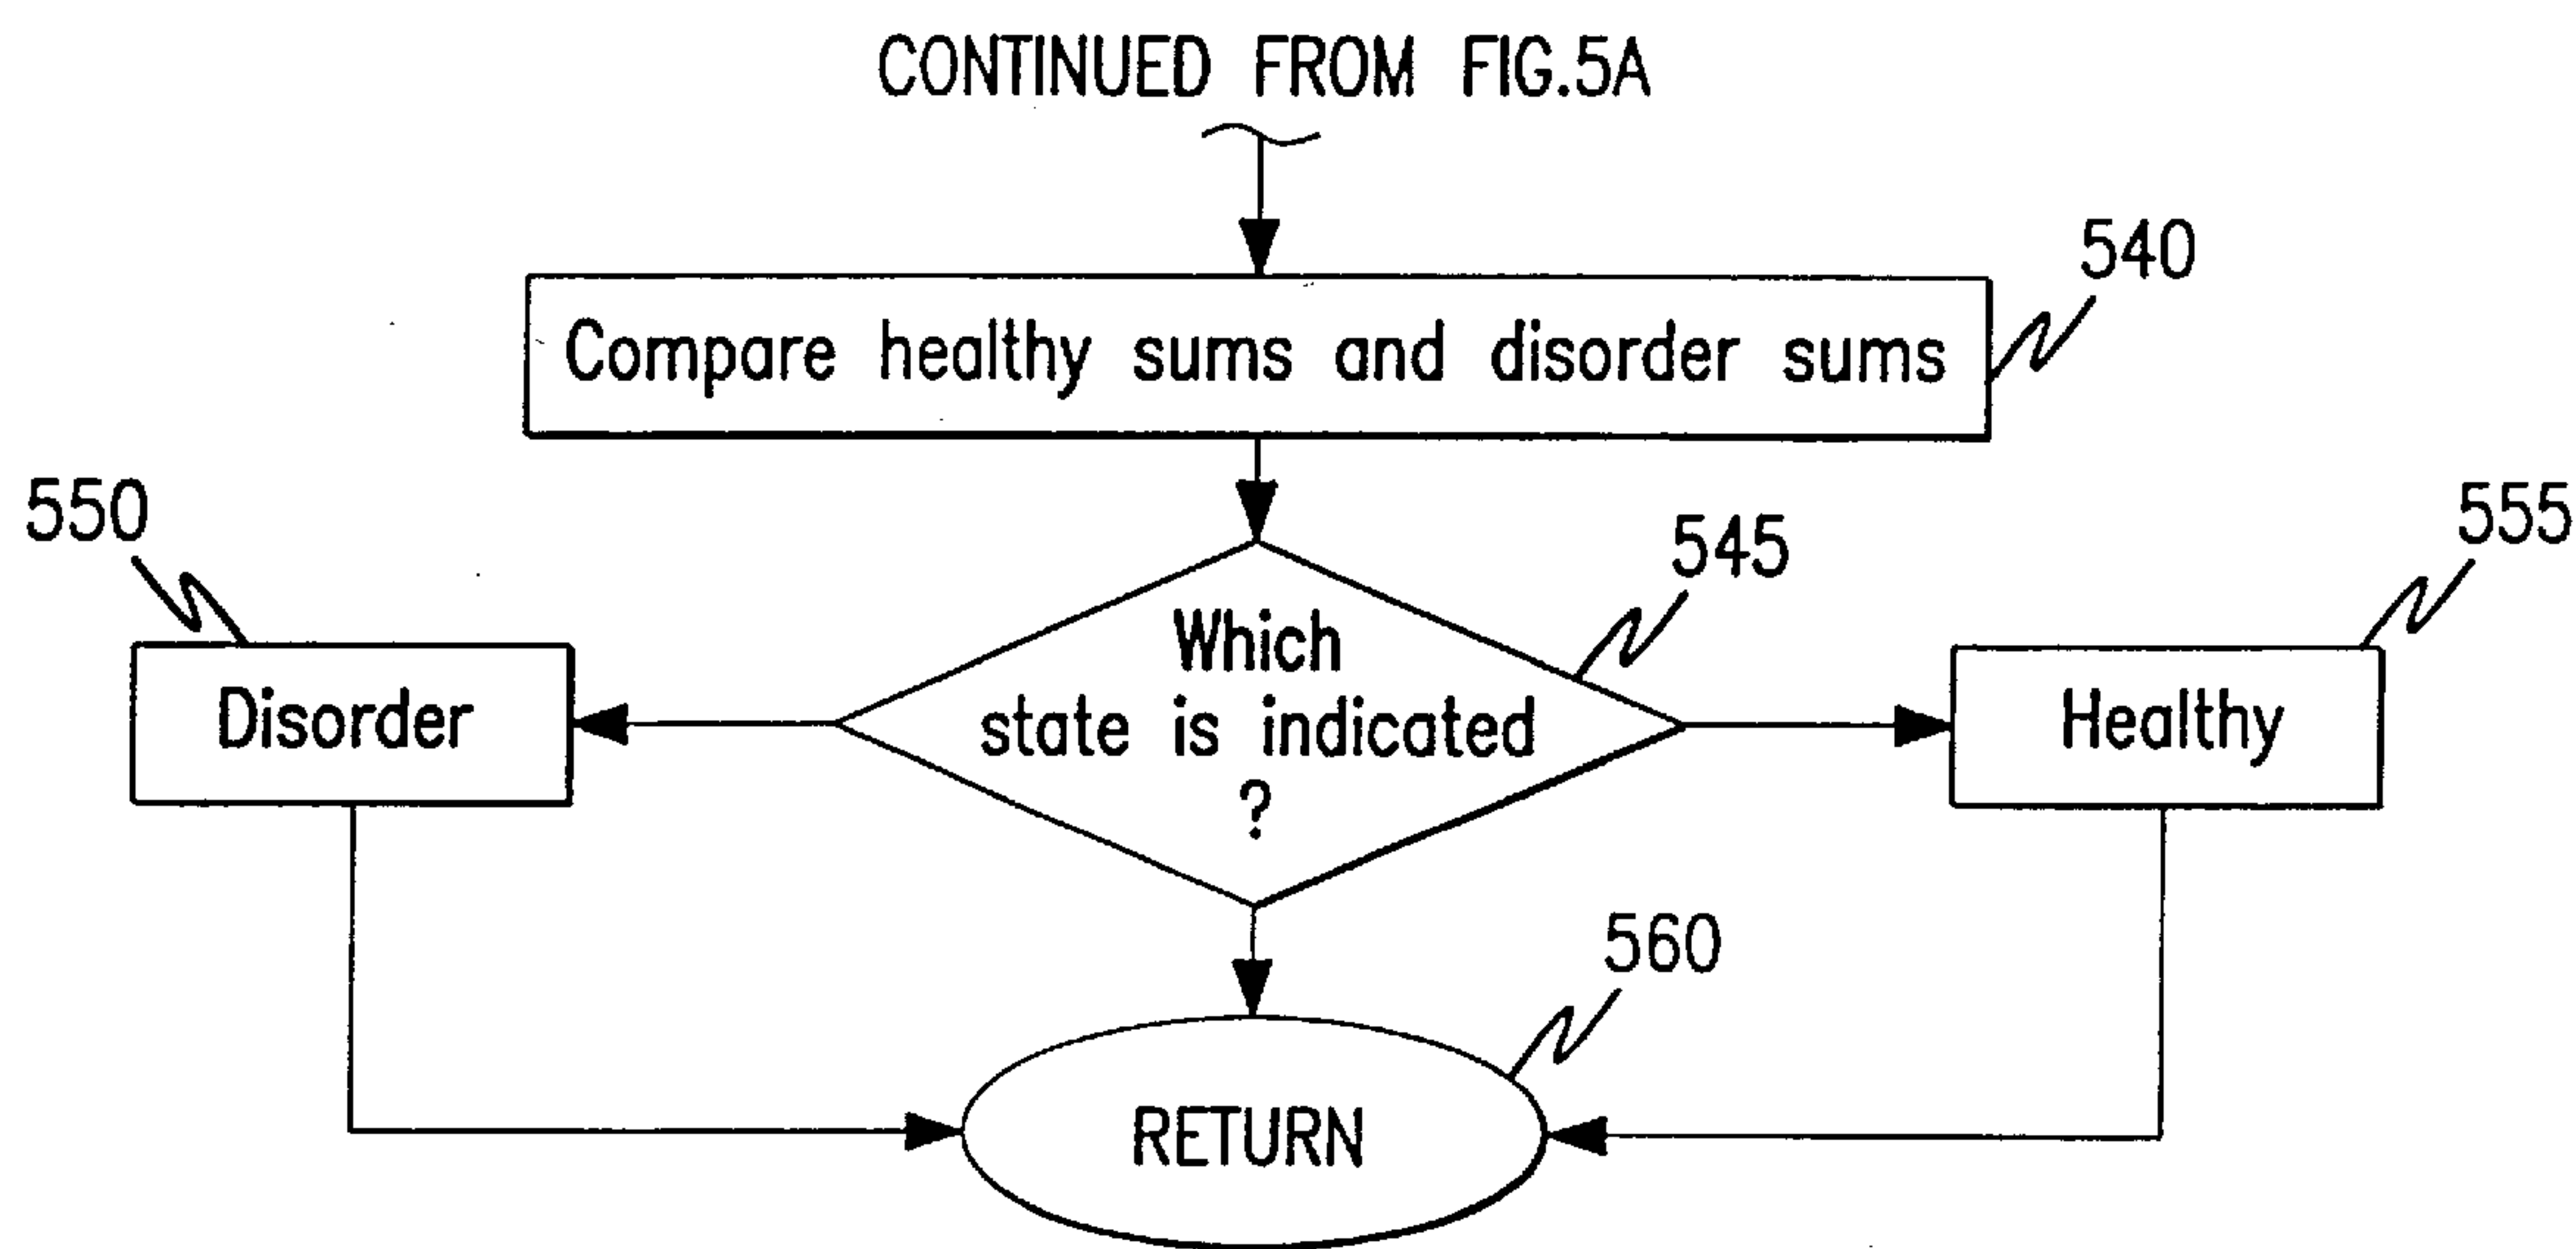 CONTINUED FROM FIG.5A
540
Compare healthy sums and disorder sums
550
545
555
Which
state is indicated
?
Disorder
Healthy
560
RETURN